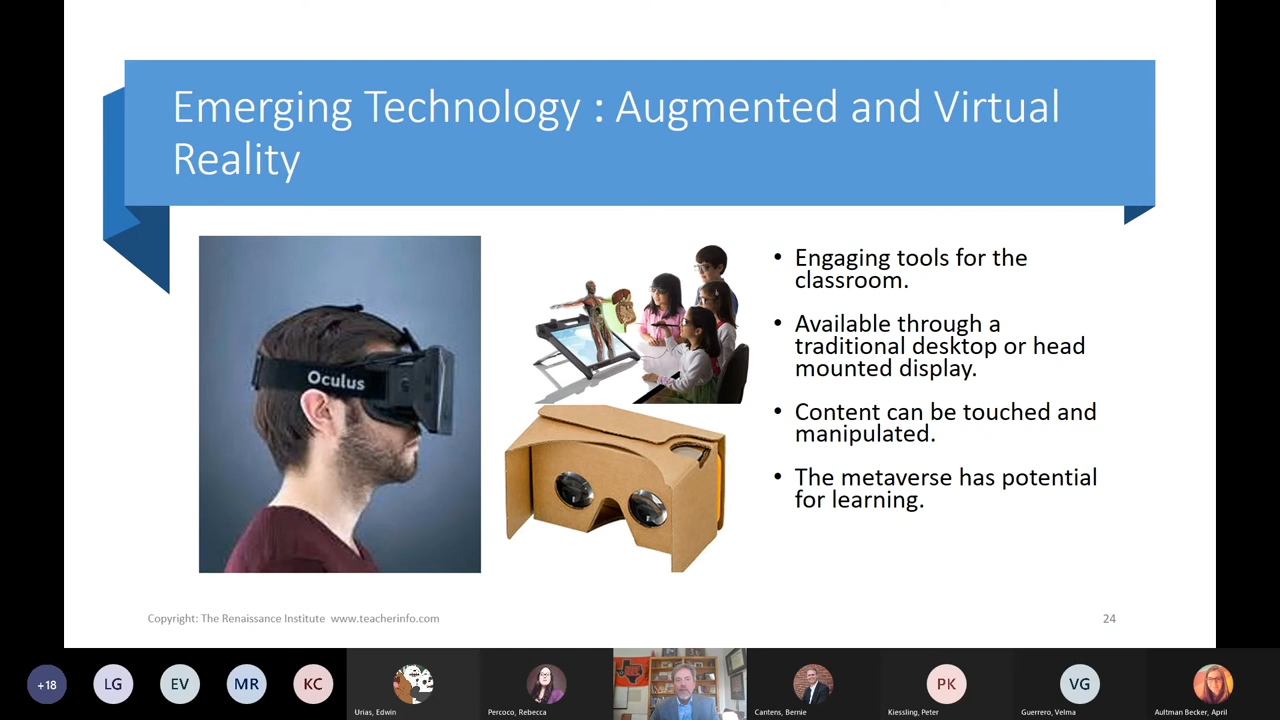 Emerging Technology : Augmented and Virtual
Reality
Oculus
• Engaging tools for the
classroom.
• Available through a
traditional desktop or head
mounted display.
• Content can be touched and
manipulated.
• The metaverse has potential
for learning.
Copyright: The Renaissance Institute www.teacherinfo.com
24
+18
LG
EV
MR
KC
PK
VG
Urias, Edwin
Percoco, Rebecca
Cantens, Bernie
Kiessling, Peter
Guerrero, Velma
Aultman Becker, April